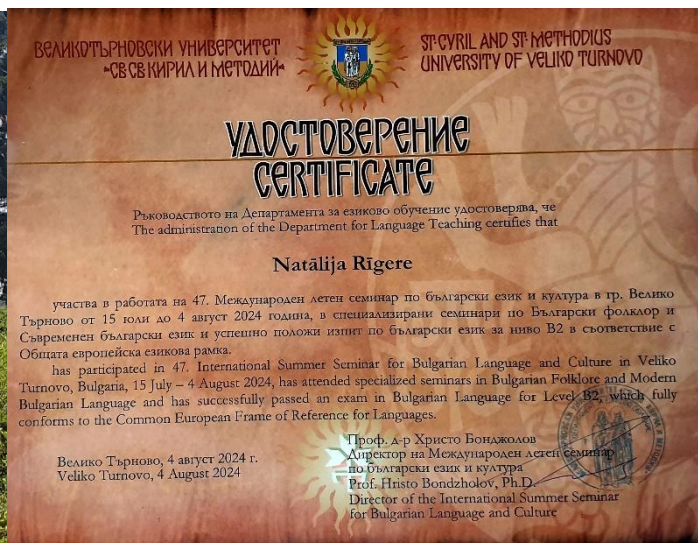 ВЕЛИКОТЪРНОВСКИ УНИВЕРСИТЕТ
"СВ СВ КИРИЛ И МЕТОДИЙ"
ST· CYRIL AND ST· METHODIUS
UNIVERSITY OF VELIKO TURNOVO
УДОСТОВЕРЕНИЕ
CERTIFICATE
Ръководството на Департамента за езиково обучение удостоверява, че
The administration of the Department for Language Teaching certifies that
Natālija Rīgere
участва в работата на 47. Международен летен семинар по български език и култура в гр. Велико
Търново от 15 юли до 4 август 2024 година, в специализирани семинари по Български фолклор и
Съвременен български език и успешно положи изпит по български език за ниво B2 в съответствие с
Общата европейска езикова рамка.
has participated in 47. International Summer Seminar for Bulgarian Language and Culture in Veliko
Turnovo, Bulgaria, 15 July – 4 August 2024, has attended specialized seminars in Bulgarian Folklore and Modern
Bulgarian Language and has successfully passed an exam in Bulgarian Language for Level B2, which fully
conforms to the Common European Frame of Reference for Languages.
Велико Търново, 4 август 2024 г.
Veliko Turnovo, 4 August 2024
Проф. д-р Христо Бонджолов
Директор на Международен летен семинар
по български език и култура
Prof. Hristo Bondzholov, Ph.D.
Director of the International Summer Seminar
for Bulgarian Language and Culture